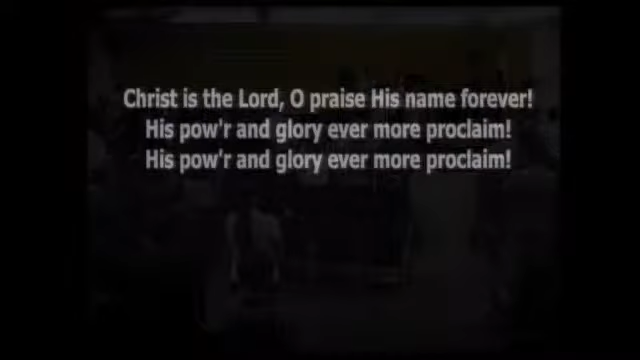 Christ is the Lord, O praise His name forever!
His pow'r and glory ever more proclaim!
His pow'r and glory ever more proclaim!